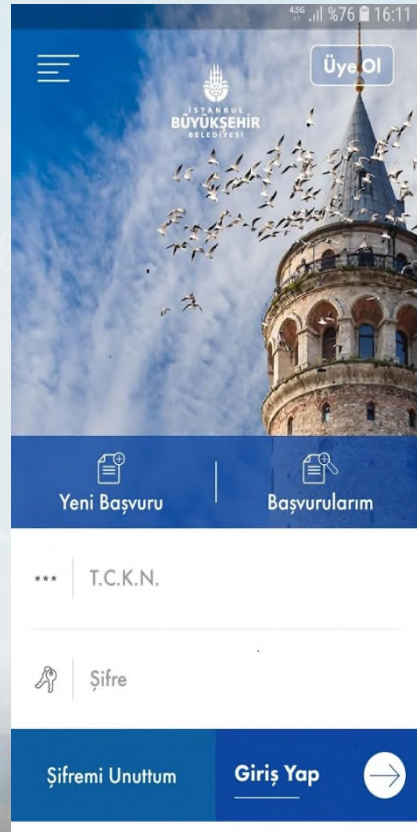 4.5G %76 16:11
Üye Ol
İSTANBUL
BÜYÜKŞEHİR
BELEDİYESİ
Yeni Başvuru
Başvurularım
*** T.C.K.N.
Şifre
Şifremi Unuttum
Giriş Yap